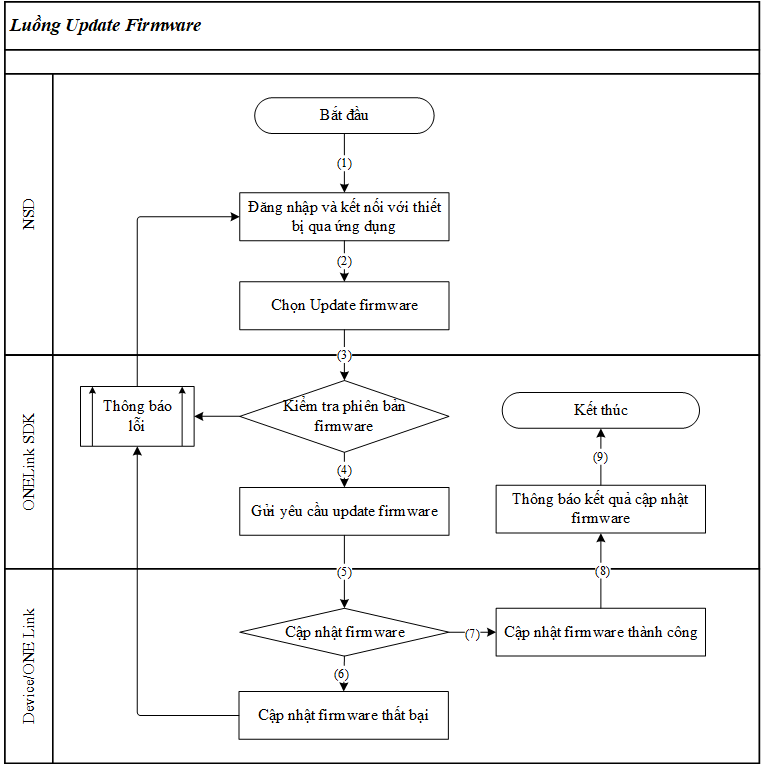 Luồng Update Firmware
NSD
Bắt đầu
(1)
Đăng nhập và kết nối với thiết
bị qua ứng dụng
(2)
Chọn Update firmware
(3)
ONELink SDK
Thông báo
lỗi
Kiểm tra phiên bản
firmware
Kết thúc
(4)
(9)
Gửi yêu cầu update firmware
Thông báo kết quả cập nhật
firmware
(5)
(8)
Device/ONE Link
Cập nhật firmware
(7)
Cập nhật firmware thành công
(6)
Cập nhật firmware thất bại